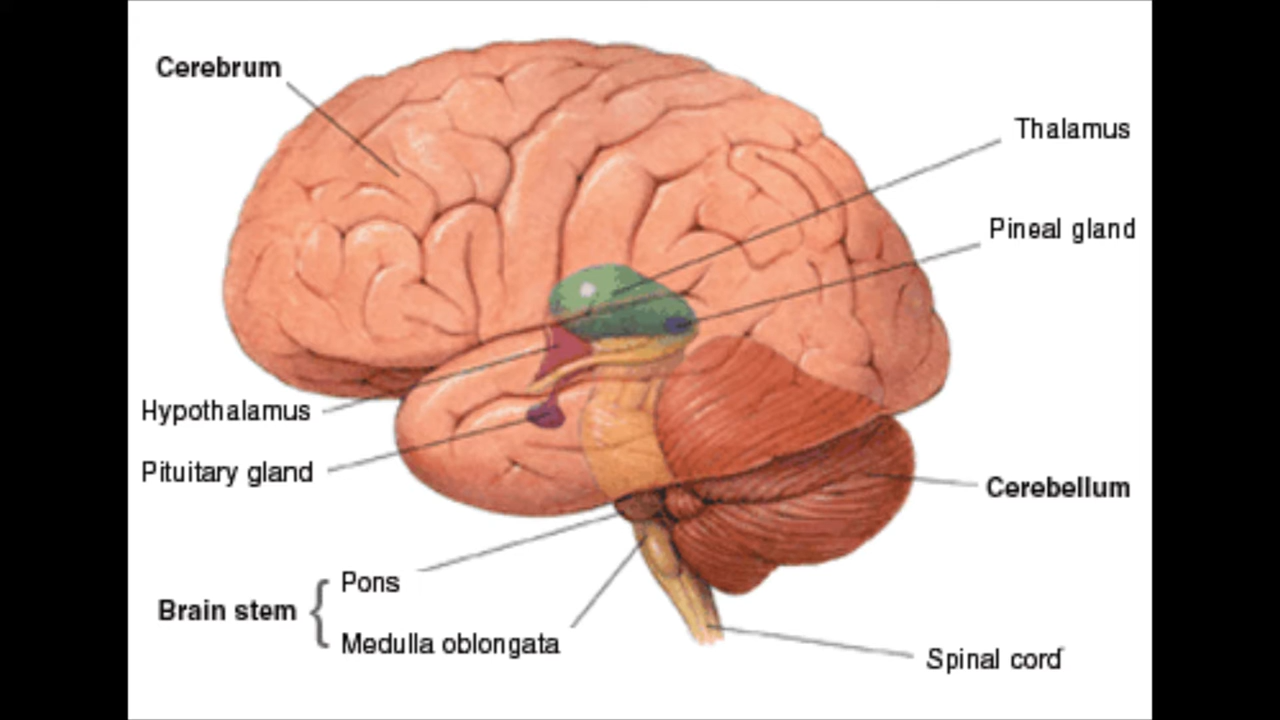 Cerebrum
Thalamus
Pineal gland
Hypothalamus
Pituitary gland
Cerebellum
Pons
Brain stem
Medulla oblongata
Spinal cord